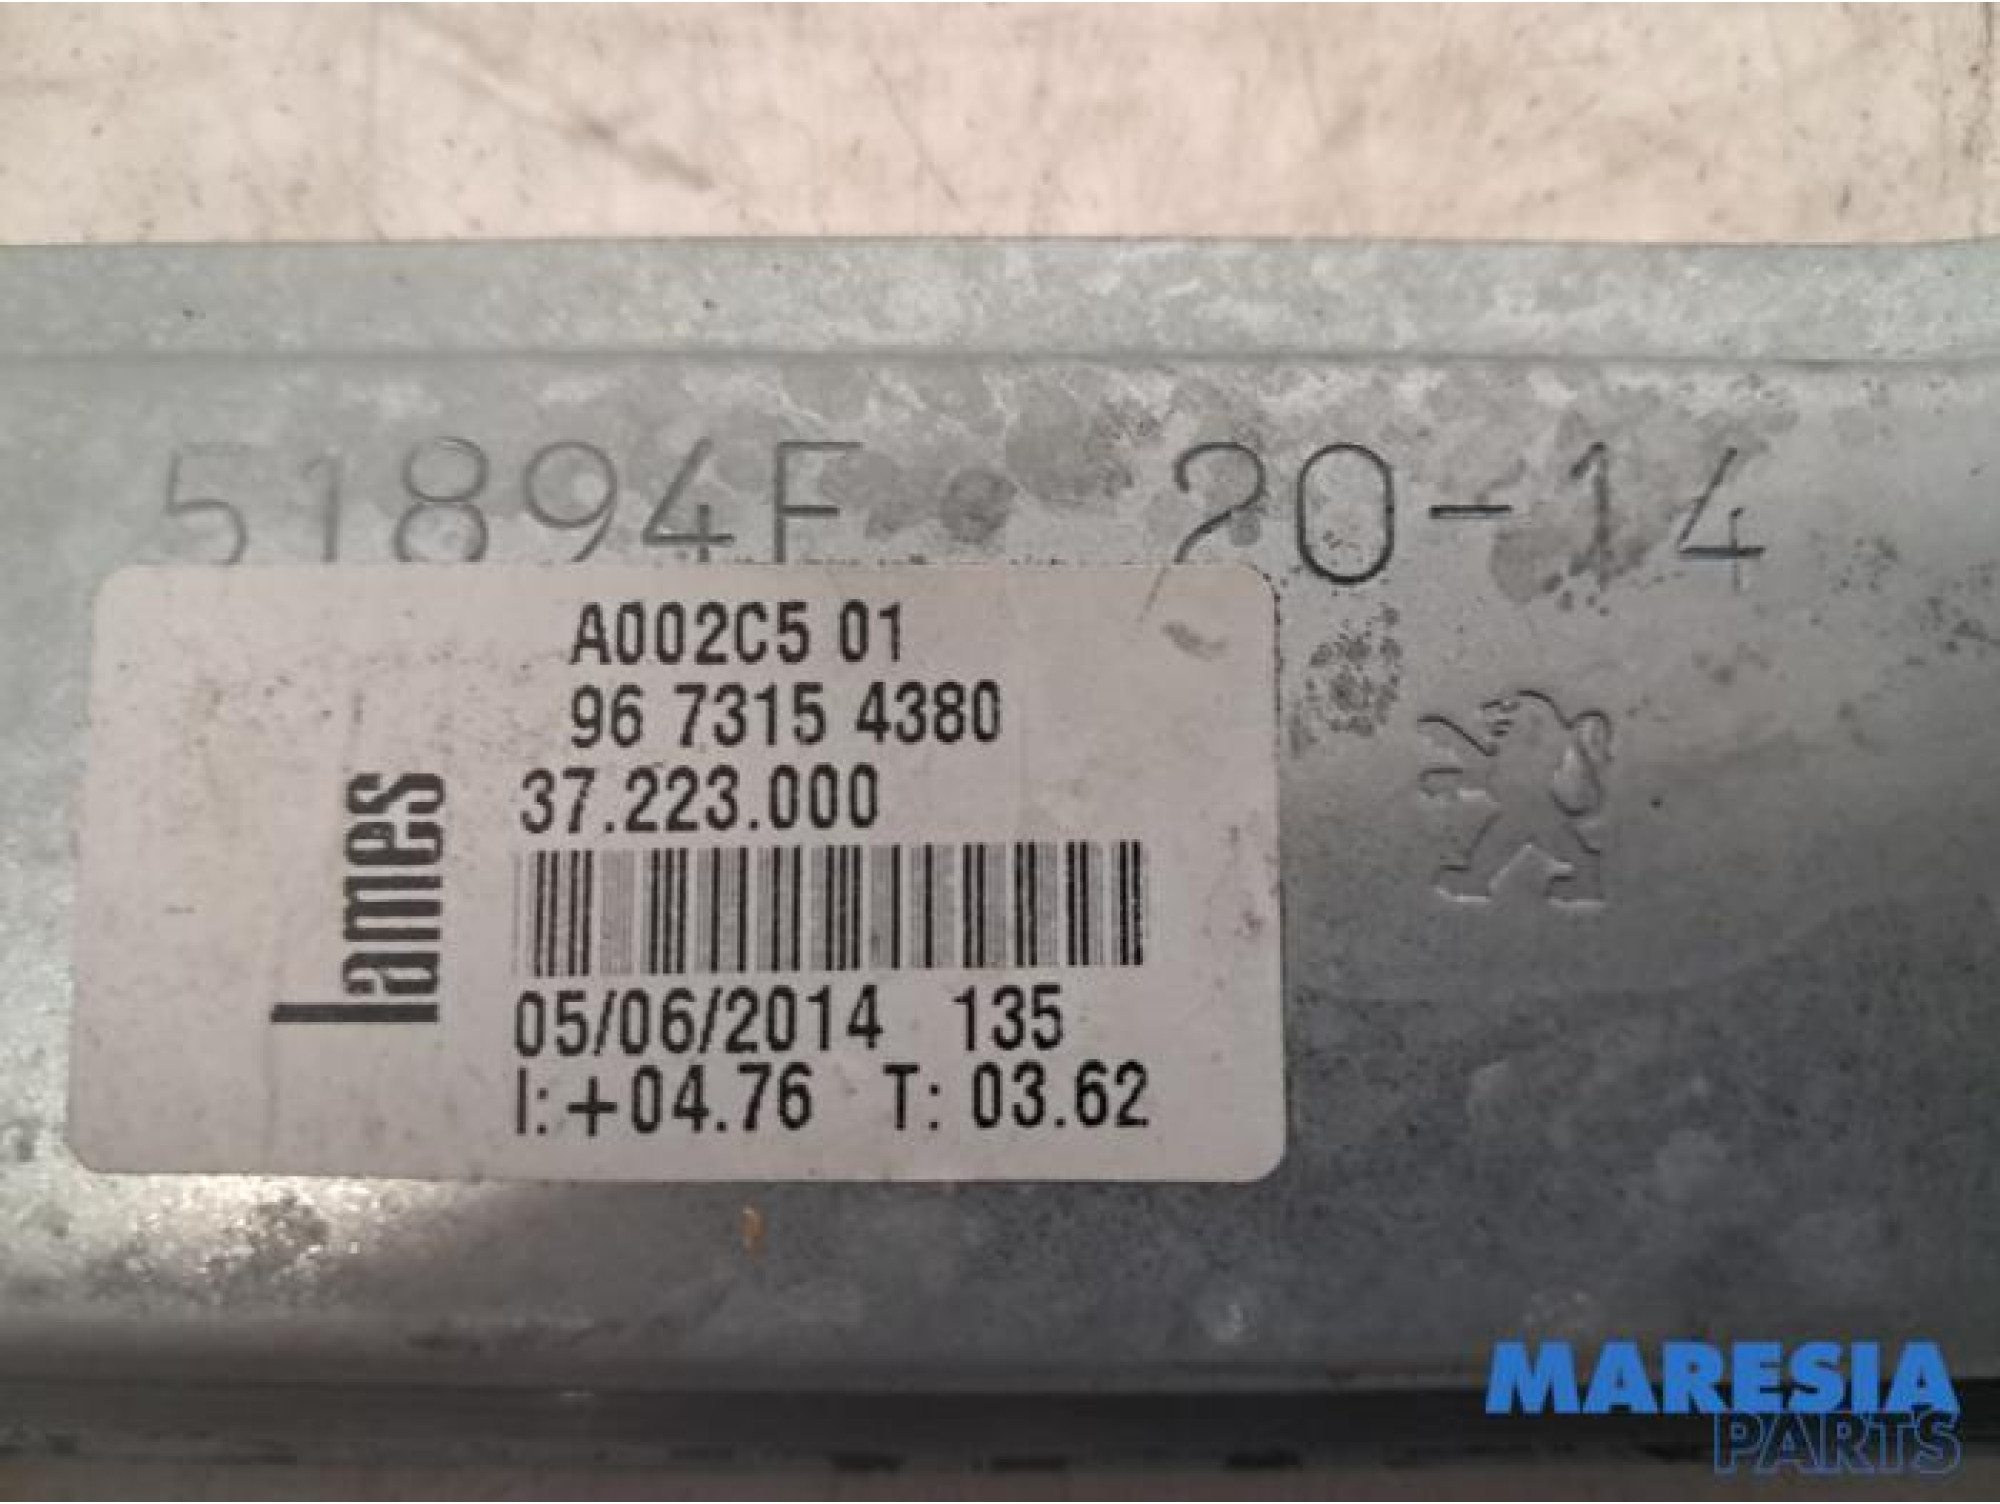 51894F 20-14
A002C5 01
96 7315 4380
37.223.000
lames
05/06/2014 135
I: +04.76 T: 03.62
MARESIA
PARTS